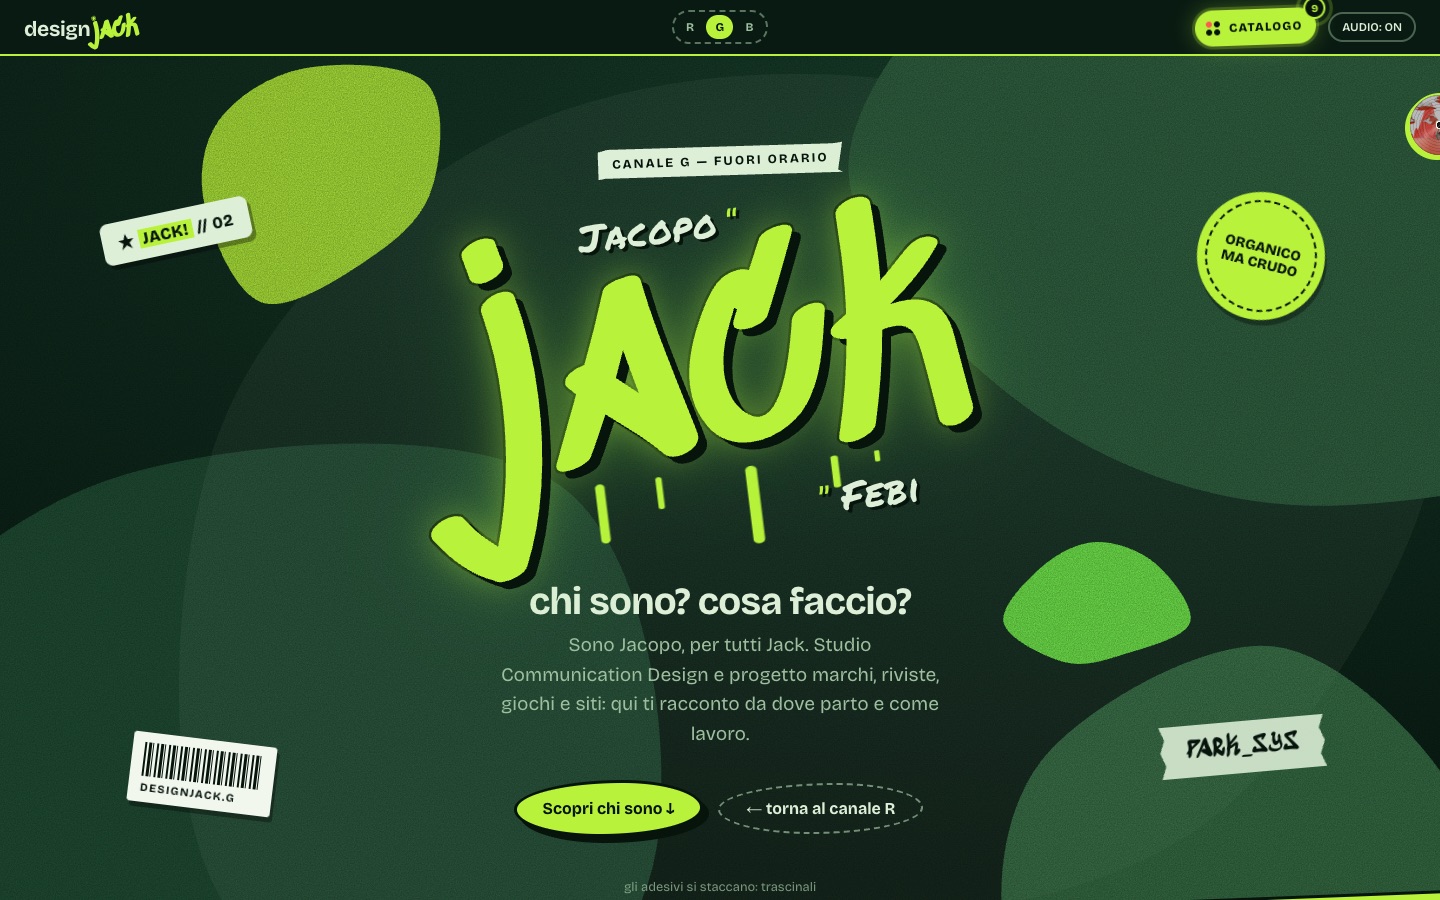 designjack
R G B
CATALOGO
9
AUDIO: ON
CANALE G — FUORI ORARIO
★ JACK! // 02
ORGANICO
MA CRUDO
JACOPO "
jACK
" FEBI
chi sono? cosa faccio?
Sono Jacopo, per tutti Jack. Studio
Communication Design e progetto marchi, riviste,
giochi e siti: qui ti racconto da dove parto e come
lavoro.
PARK_SYS
DESIGNJACK.G
Scopri chi sono ↓
← torna al canale R
gli adesivi si staccano: trascinali